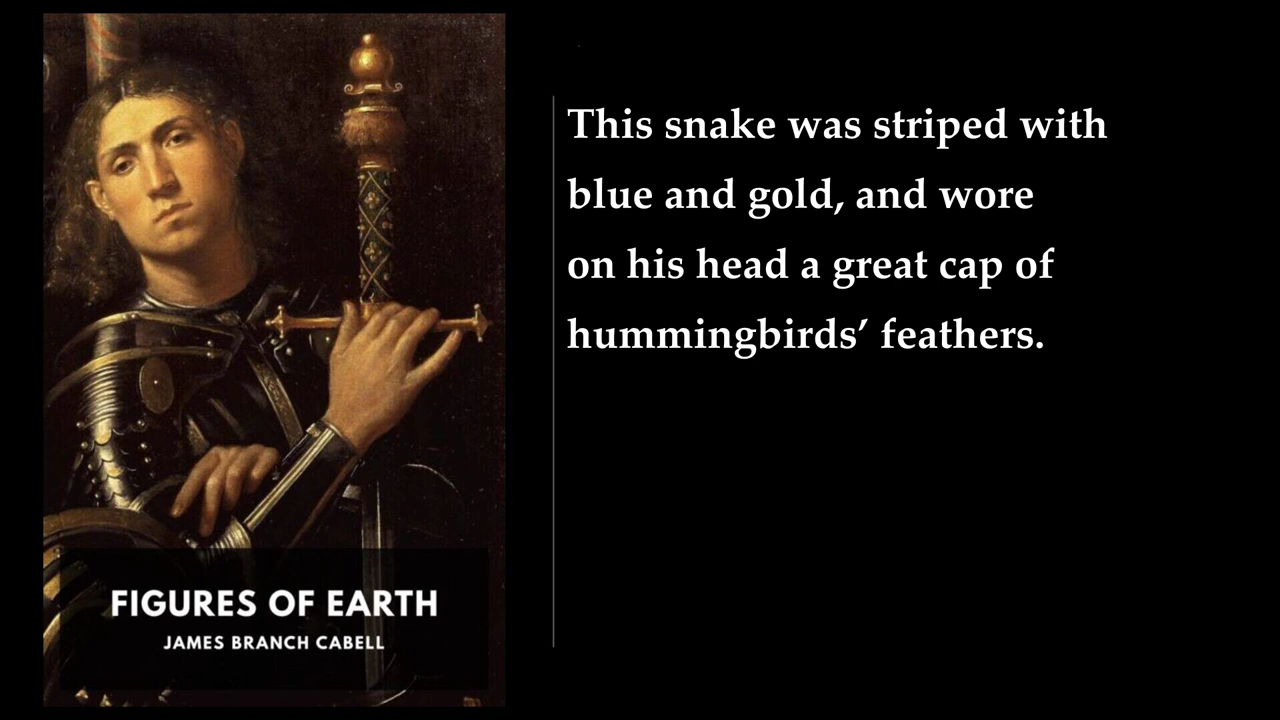 This snake was striped with
blue and gold, and wore
on his head a great cap of
hummingbirds’ feathers.
FIGURES OF EARTH
JAMES BRANCH CABELL